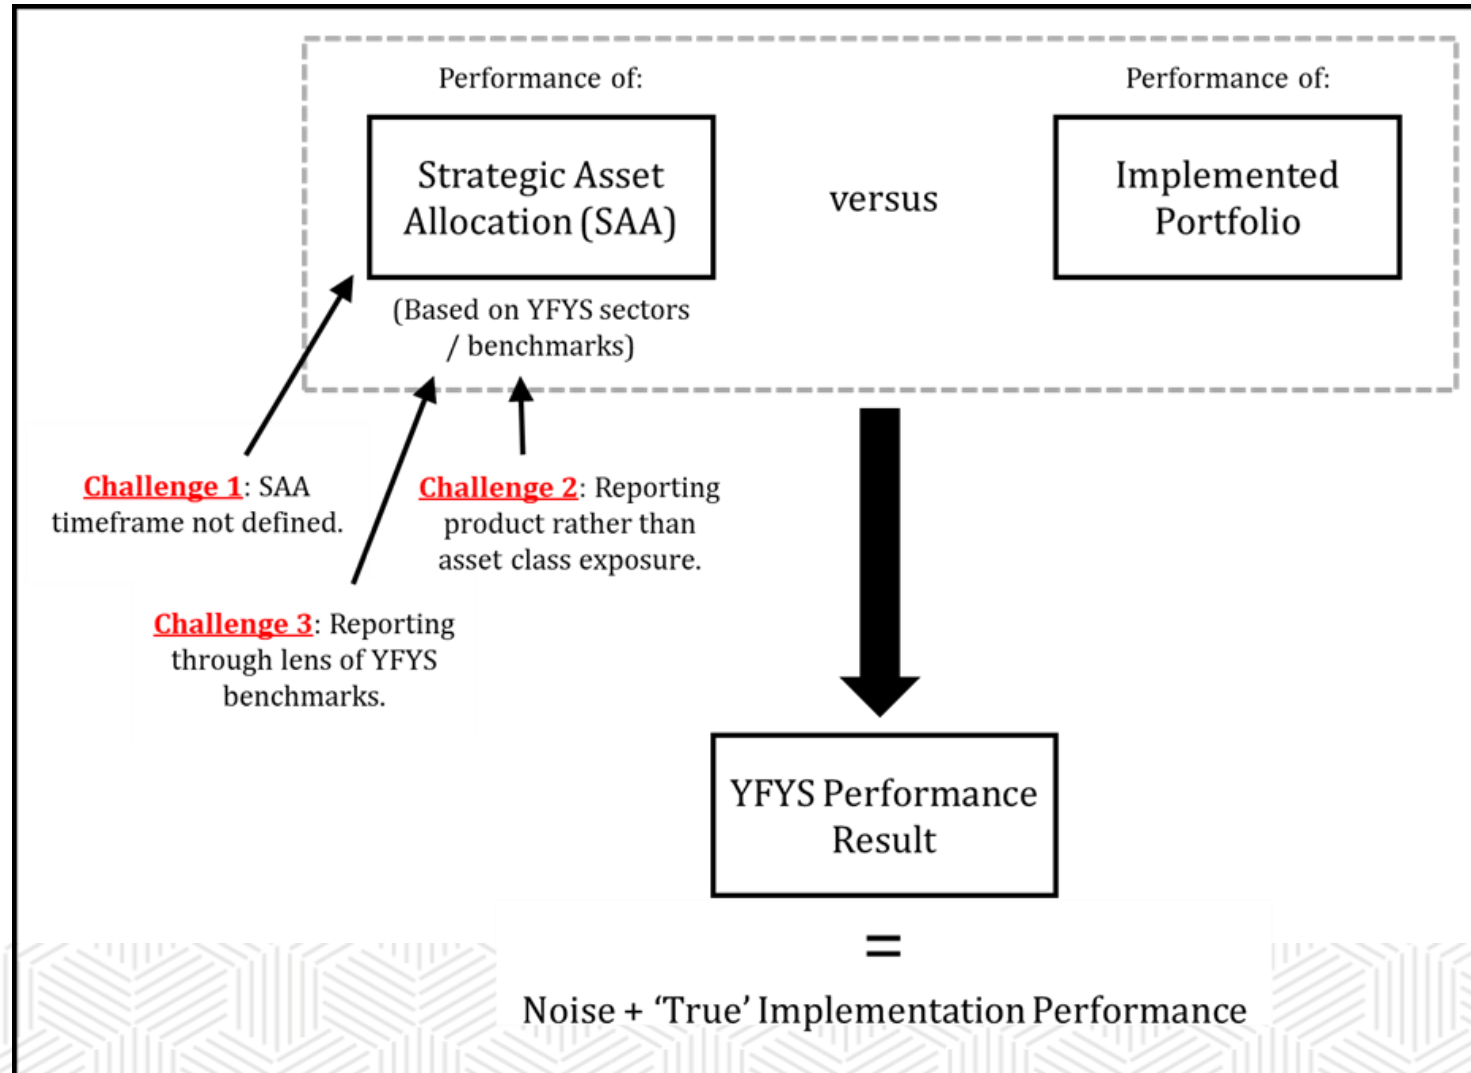 Performance of:
Strategic Asset
Allocation (SAA)
(Based on YFYS sectors
/ benchmarks)
versus
Performance of:
Implemented
Portfolio
Challenge 1: SAA
timeframe not defined.
Challenge 2: Reporting
product rather than
asset class exposure.
Challenge 3: Reporting
through lens of YFYS
benchmarks.
YFYS Performance
Result
=
Noise + ‘True’ Implementation Performance